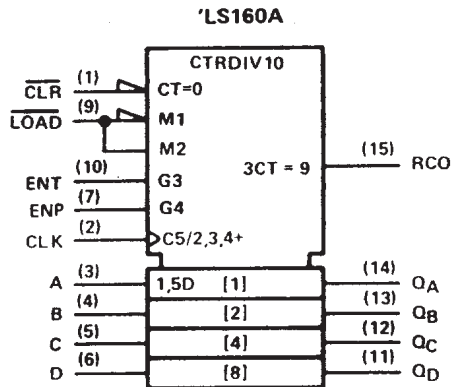 'LS160A
CTRDIV10
CLR (1) CT=0
LOAD (9) M1
M2
ENT (10) G3 3CT = 9 (15) RCO
ENP (7) G4
CLK (2) C5/2,3,4+
A (3) 1,5D [1] (14) QA
B (4) [2] (13) QB
C (5) [4] (12) QC
D (6) [8] (11) QD